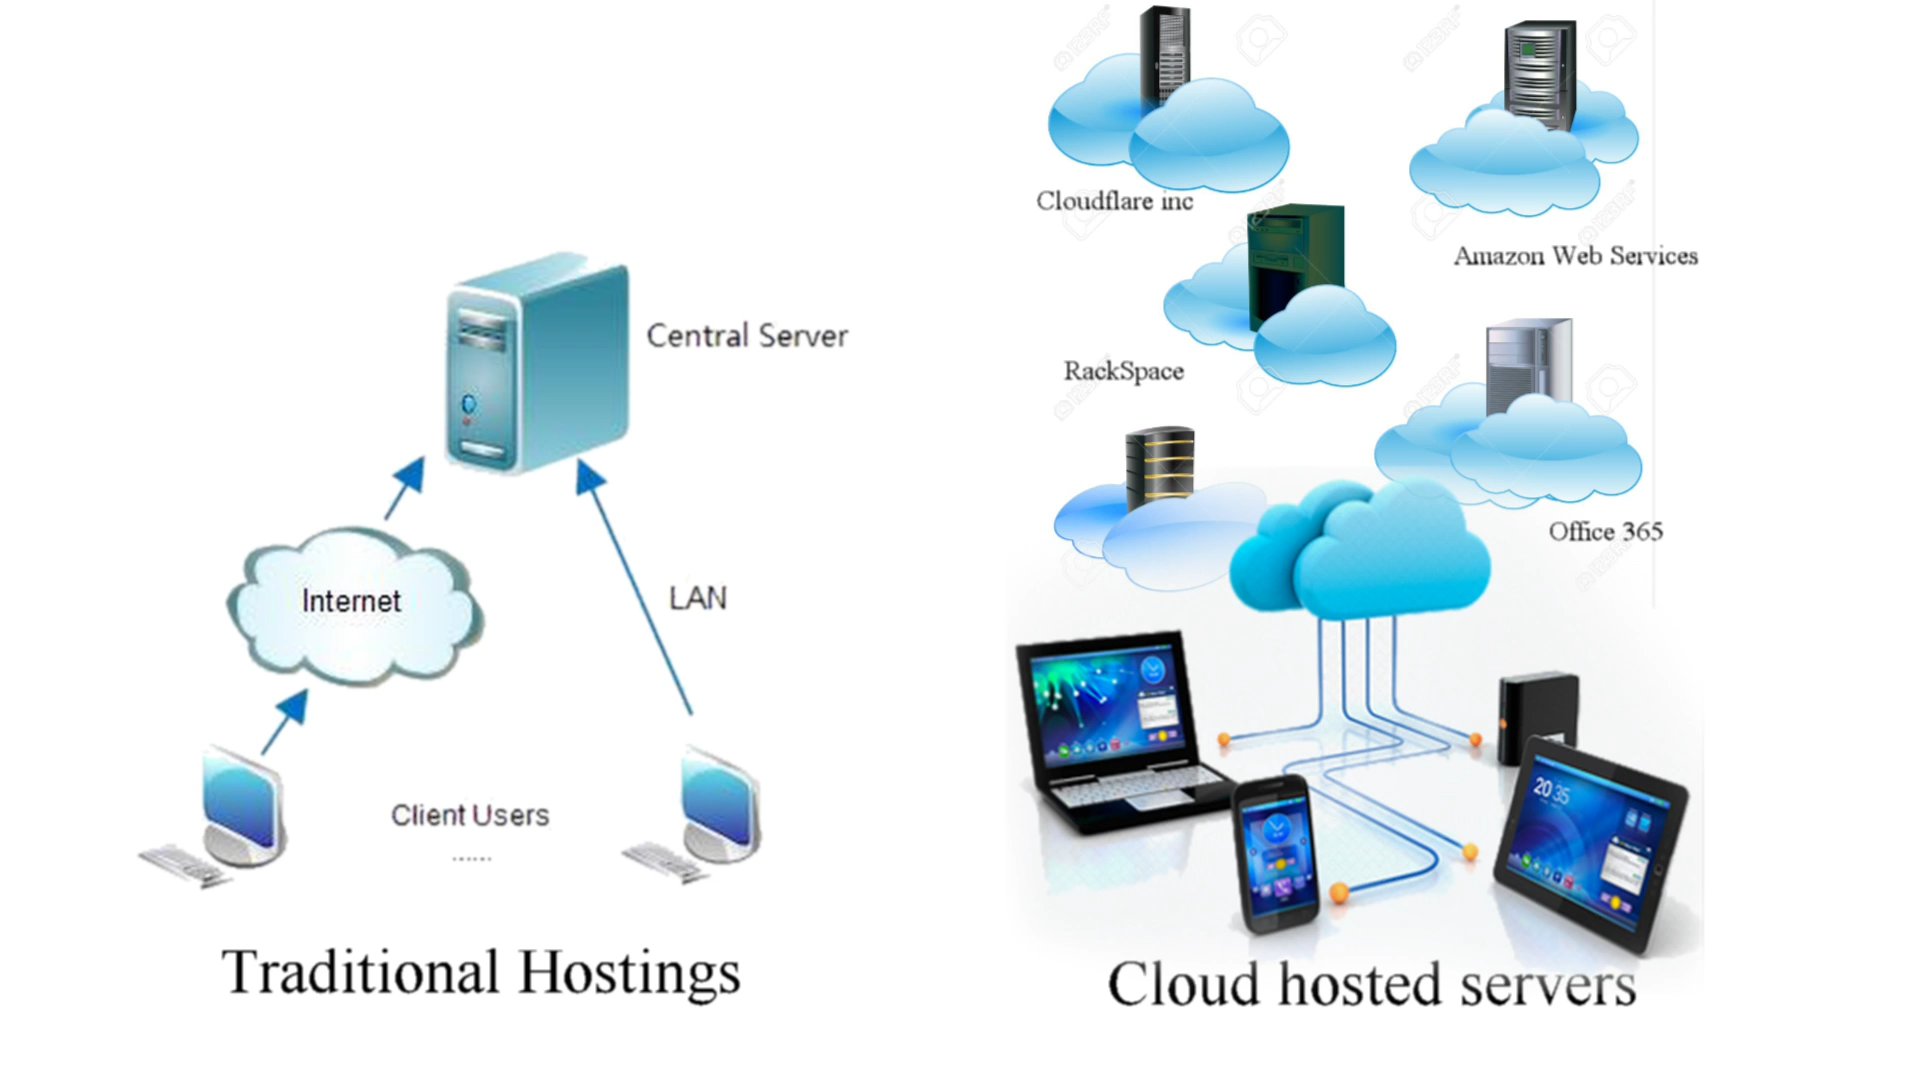 Central Server
Internet
LAN
Client Users
......
Traditional Hostings
Cloudflare inc
Amazon Web Services
RackSpace
Office 365
20 35
Cloud hosted servers